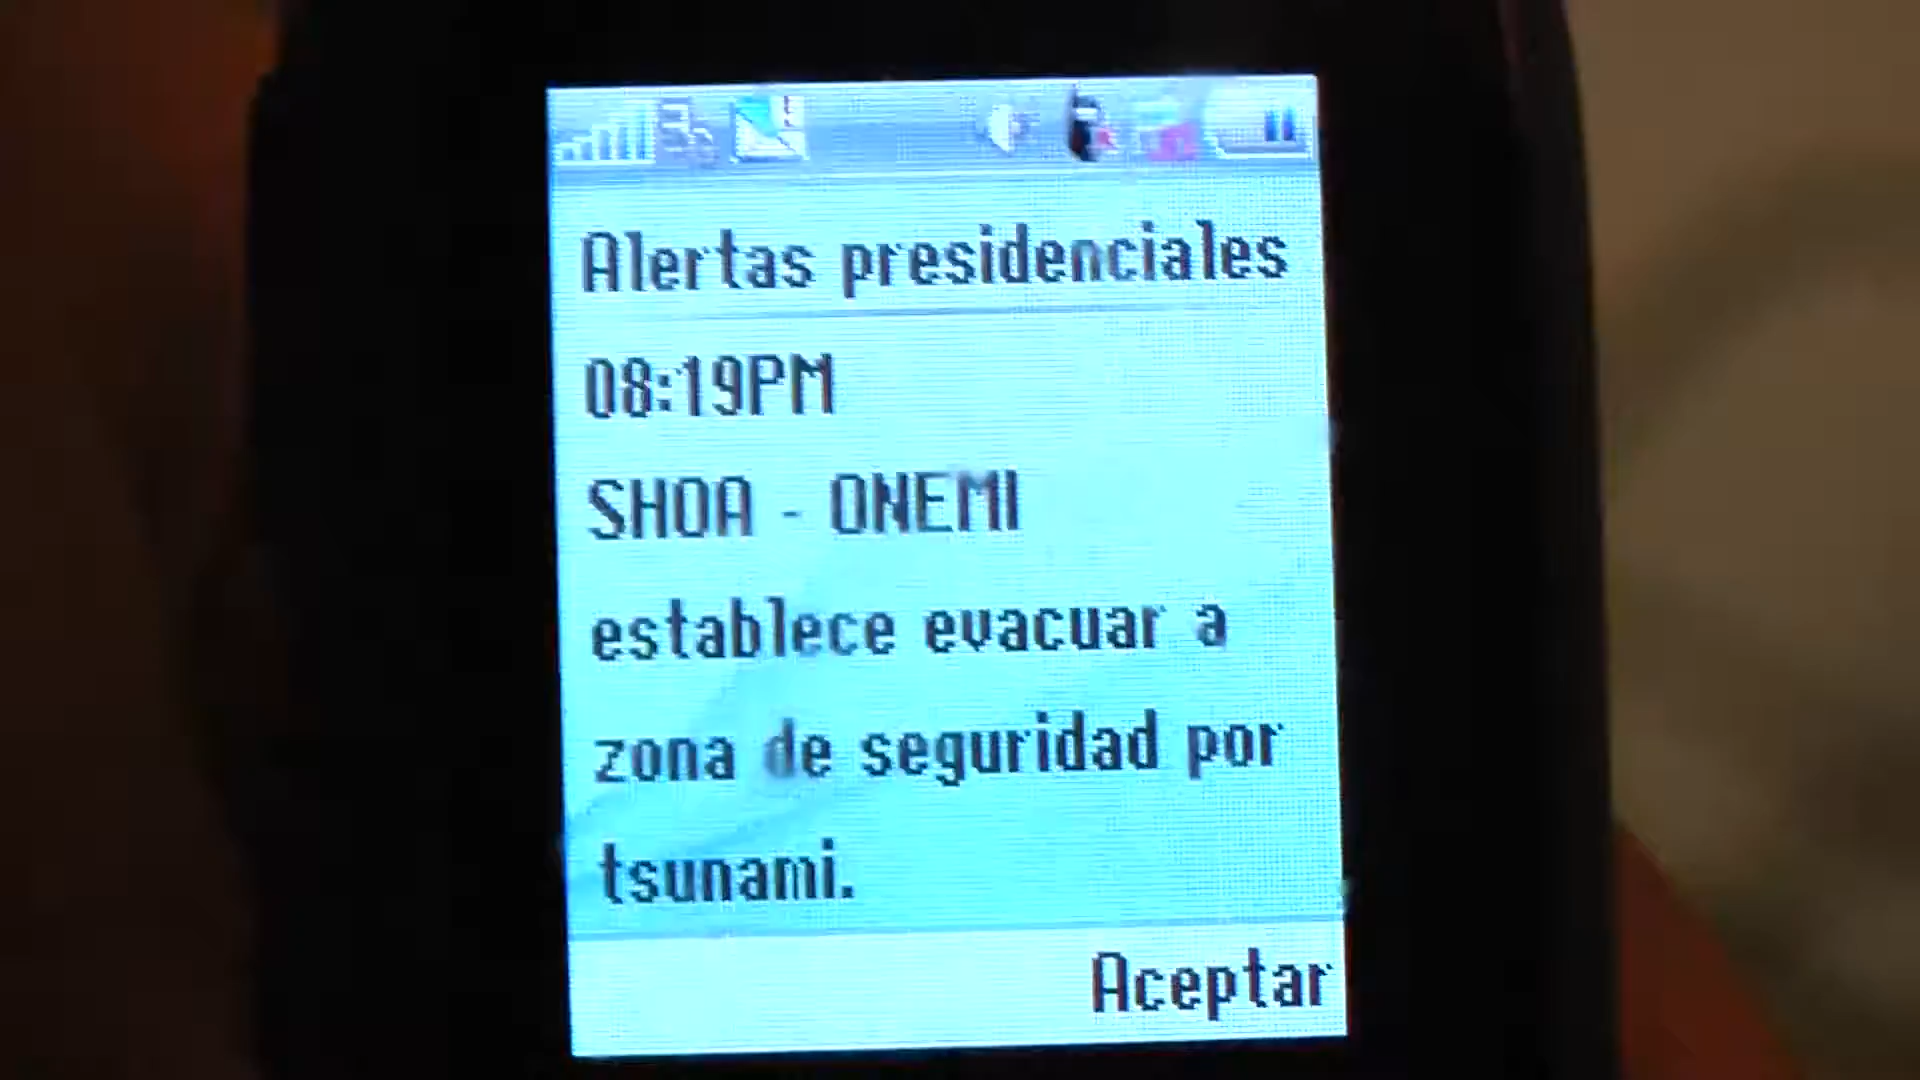 Alertas presidenciales
08:19PM
SHOA - ONEMI
establece evacuar a
zona de seguridad por
tsunami.
Aceptar